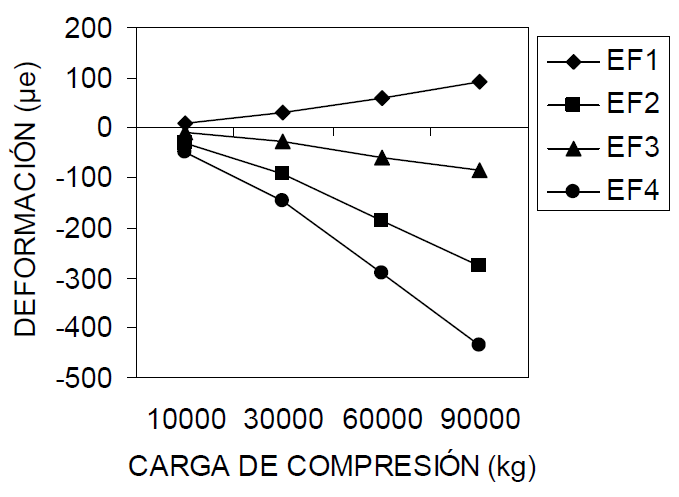 200
100
0
-100
-200
-300
-400
-500
DEFORMACIÓN (µe)
10000 30000 60000 90000
CARGA DE COMPRESIÓN (kg)
EF1
EF2
EF3
EF4